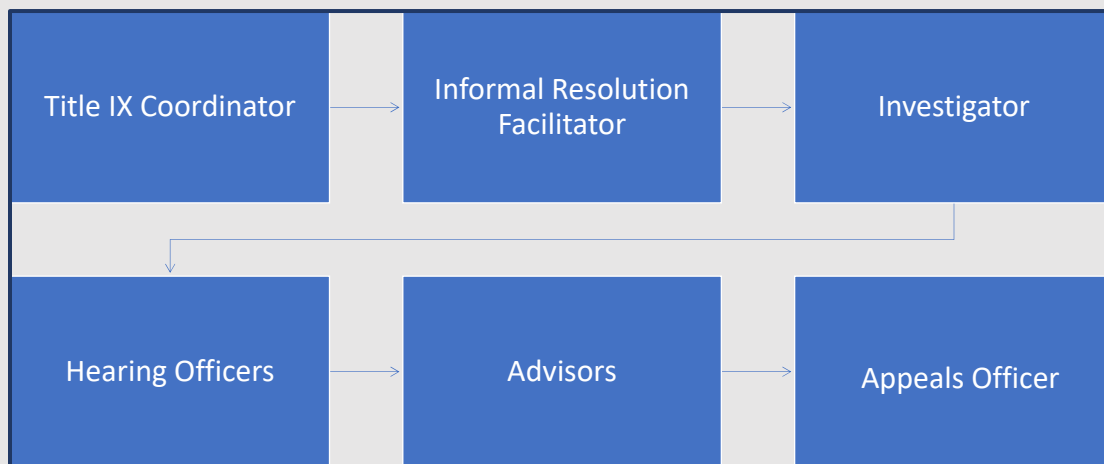 Title IX Coordinator
Informal Resolution
Facilitator
Investigator
Hearing Officers
Advisors
Appeals Officer